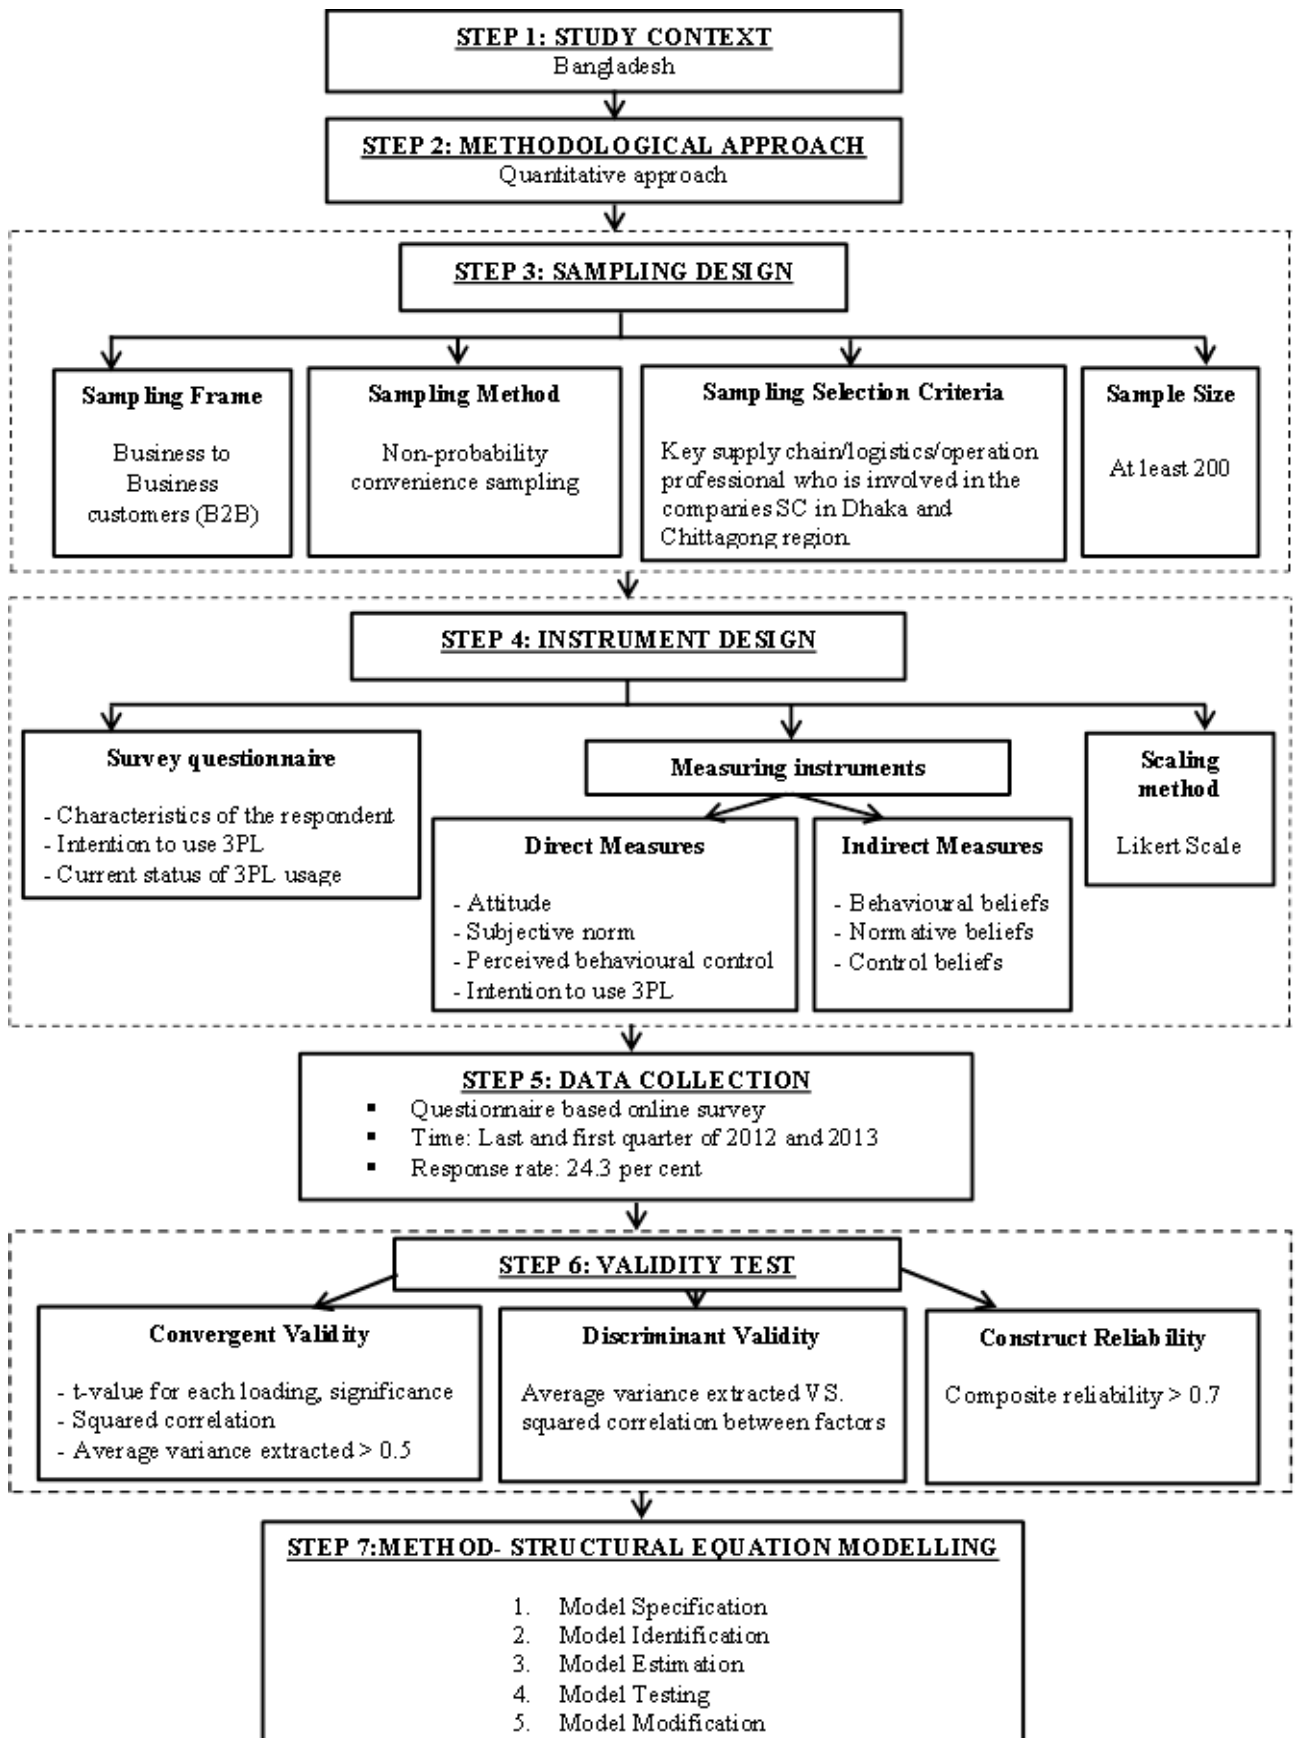 STEP 1: STUDY CONTEXT
Bangladesh
STEP 2: METHODOLOGICAL APPROACH
Quantitative approach
STEP 3: SAMPLING DESIGN
Sampling Frame
Business to
Business
customers (B2B)
Sampling Method
Non-probability
convenience sampling
Sampling Selection Criteria
Key supply chain/logistics/operation
professional who is involved in the
companies SC in Dhaka and
Chittagong region
Sample Size
At least 200
STEP 4: INSTRUMENT DESIGN
Survey questionnaire
- Characteristics of the respondent
- Intention to use 3PL
- Current status of 3PL usage
Measuring instruments
Direct Measures
- Attitude
- Subjective norm
- Perceived behavioural control
- Intention to use 3PL
Indirect Measures
- Behavioural beliefs
- Normative beliefs
- Control beliefs
Scaling
method
Likert Scale
STEP 5: DATA COLLECTION
▪ Questionnaire based online survey
▪ Time: Last and first quarter of 2012 and 2013
▪ Response rate: 24.3 per cent
STEP 6: VALIDITY TEST
Convergent Validity
- t-value for each loading, significance
- Squared correlation
- Average variance extracted > 0.5
Discriminant Validity
Average variance extracted VS.
squared correlation between factors
Construct Reliability
Composite reliability > 0.7
STEP 7:METHOD- STRUCTURAL EQUATION MODELLING
1. Model Specification
2. Model Identification
3. Model Estimation
4. Model Testing
5. Model Modification